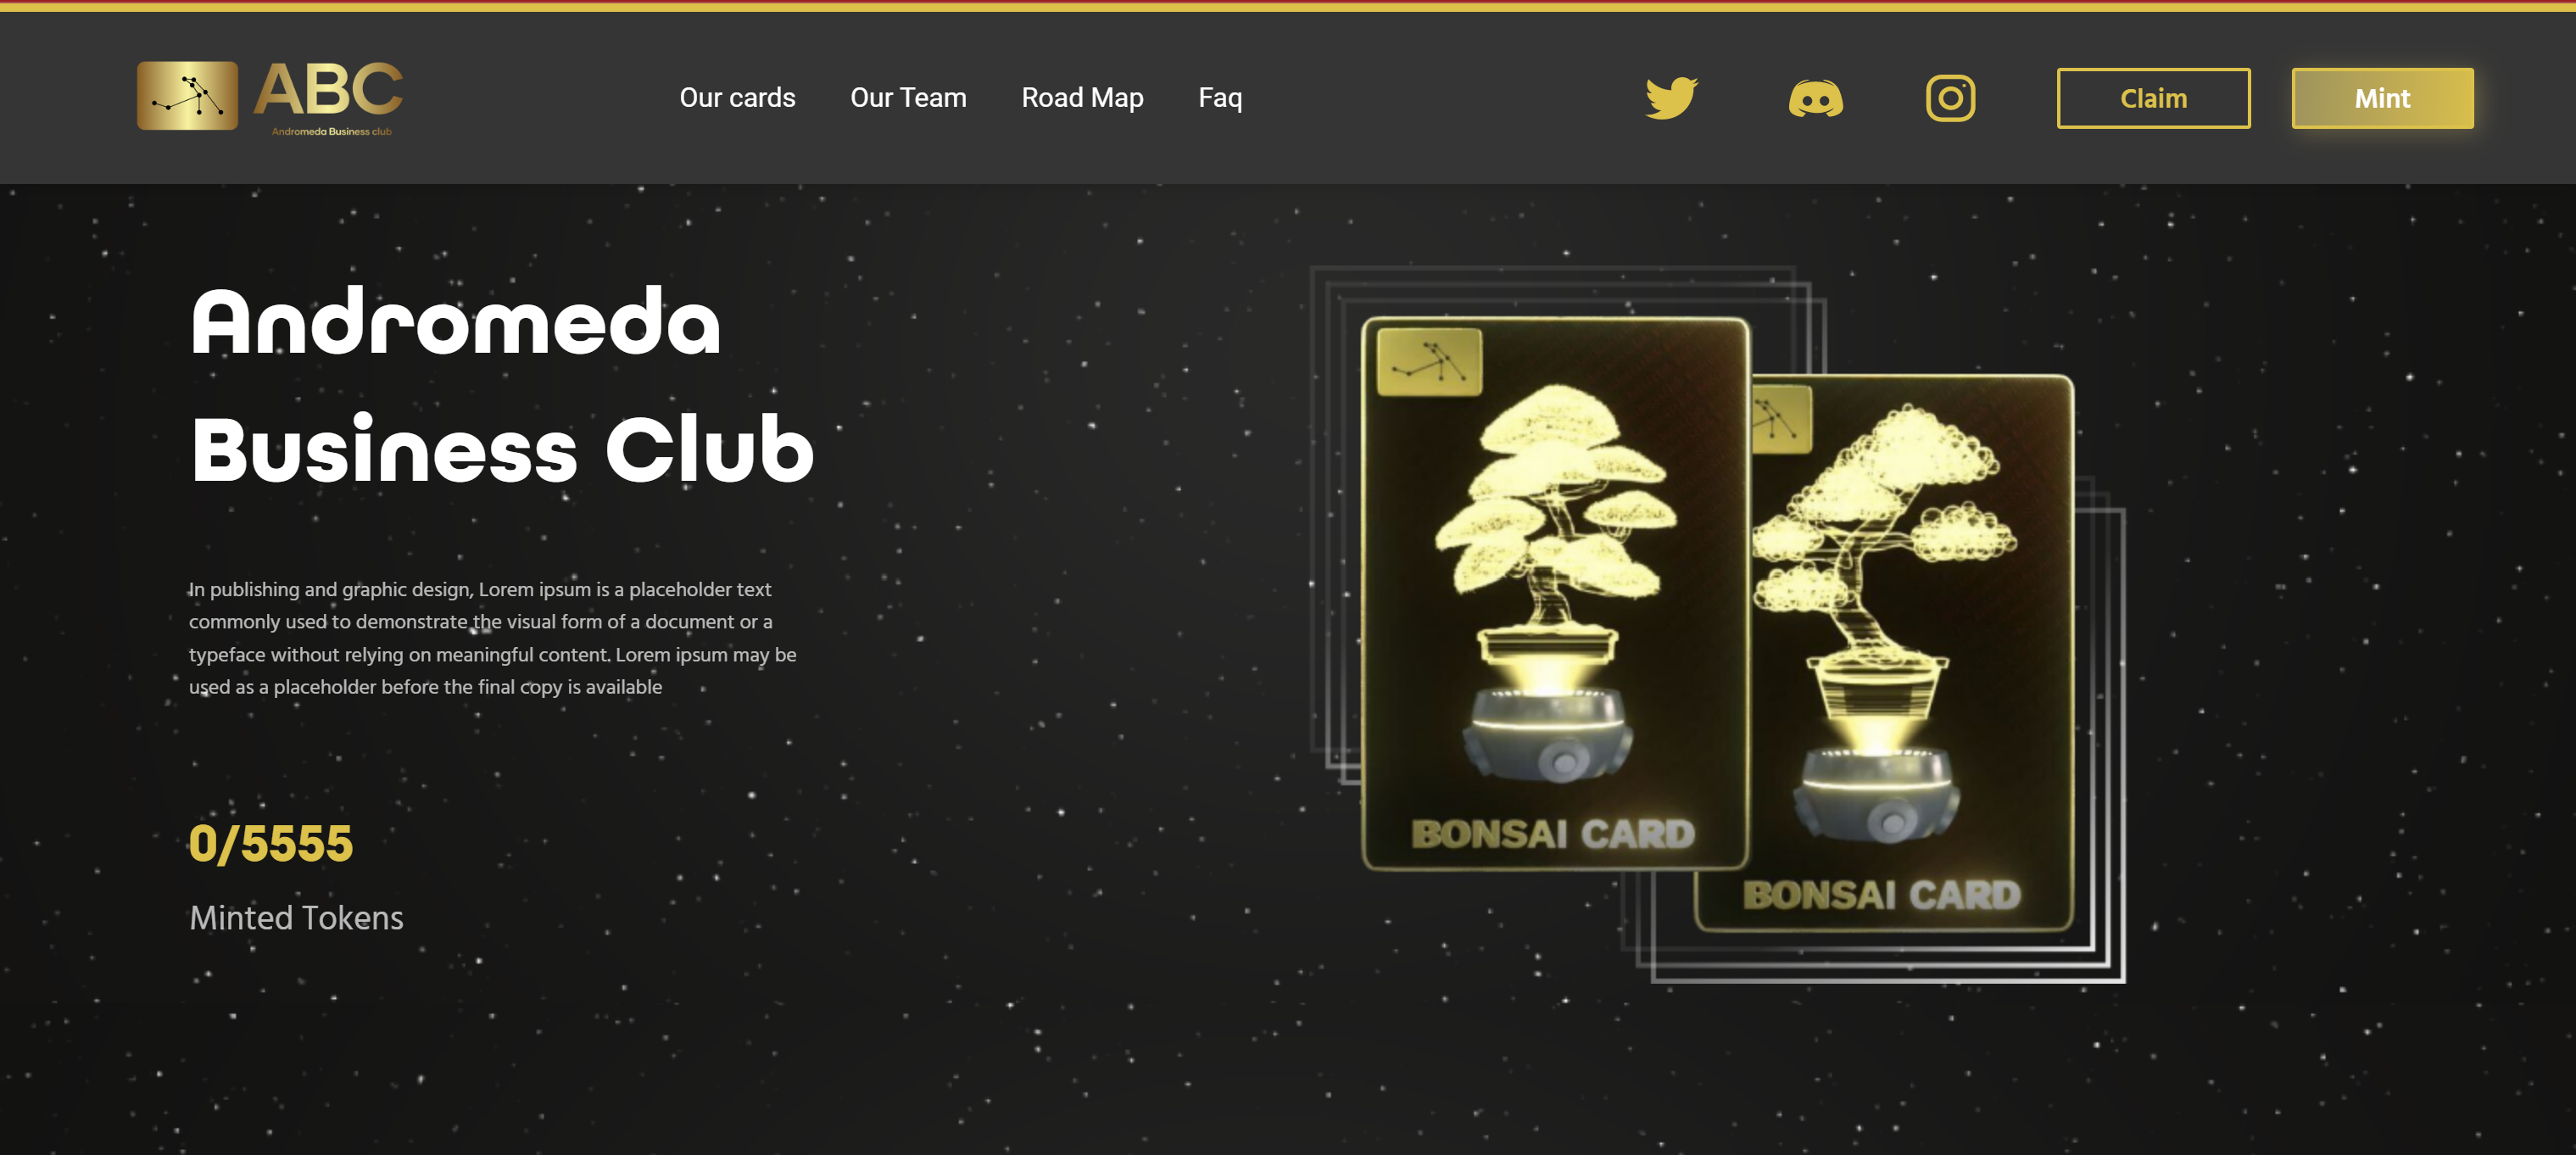 ABC
Andromeda Business club
Our cards
Our Team
Road Map
Faq
Claim
Mint
Andromeda
Business Club
In publishing and graphic design, Lorem ipsum is a placeholder text
commonly used to demonstrate the visual form of a document or a
typeface without relying on meaningful content. Lorem ipsum may be
used as a placeholder before the final copy is available
0/5555
Minted Tokens
BONSAI CARD
BONSAI CARD